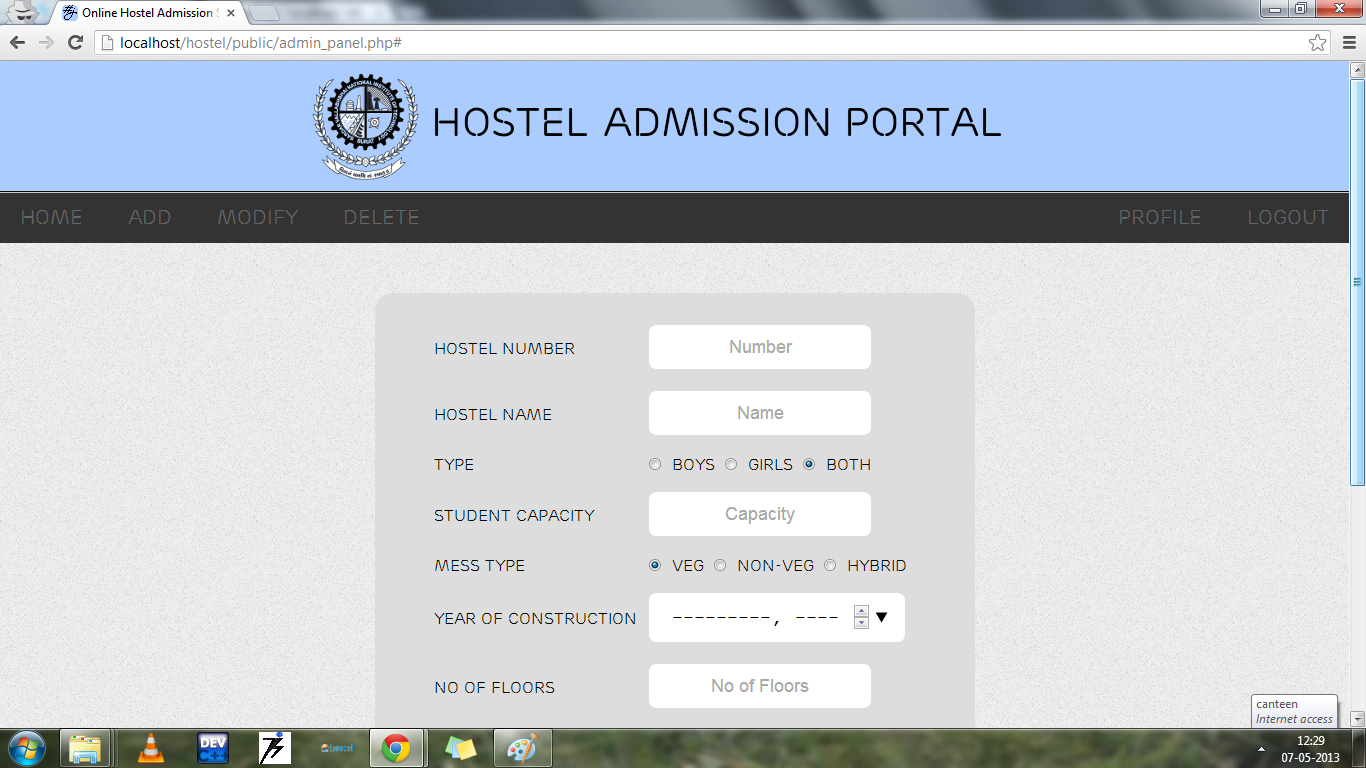 Online Hostel Admission S
localhost/hostel/public/admin_panel.php#
SURAT
HOSTEL ADMISSION PORTAL
HOME ADD MODIFY DELETE PROFILE LOGOUT
HOSTEL NUMBER Number
HOSTEL NAME Name
TYPE BOYS GIRLS BOTH
STUDENT CAPACITY Capacity
MESS TYPE VEG NON-VEG HYBRID
YEAR OF CONSTRUCTION ---------, ----
NO OF FLOORS No of Floors
canteen
Internet access
DEV
C++
12:29
07-05-2013